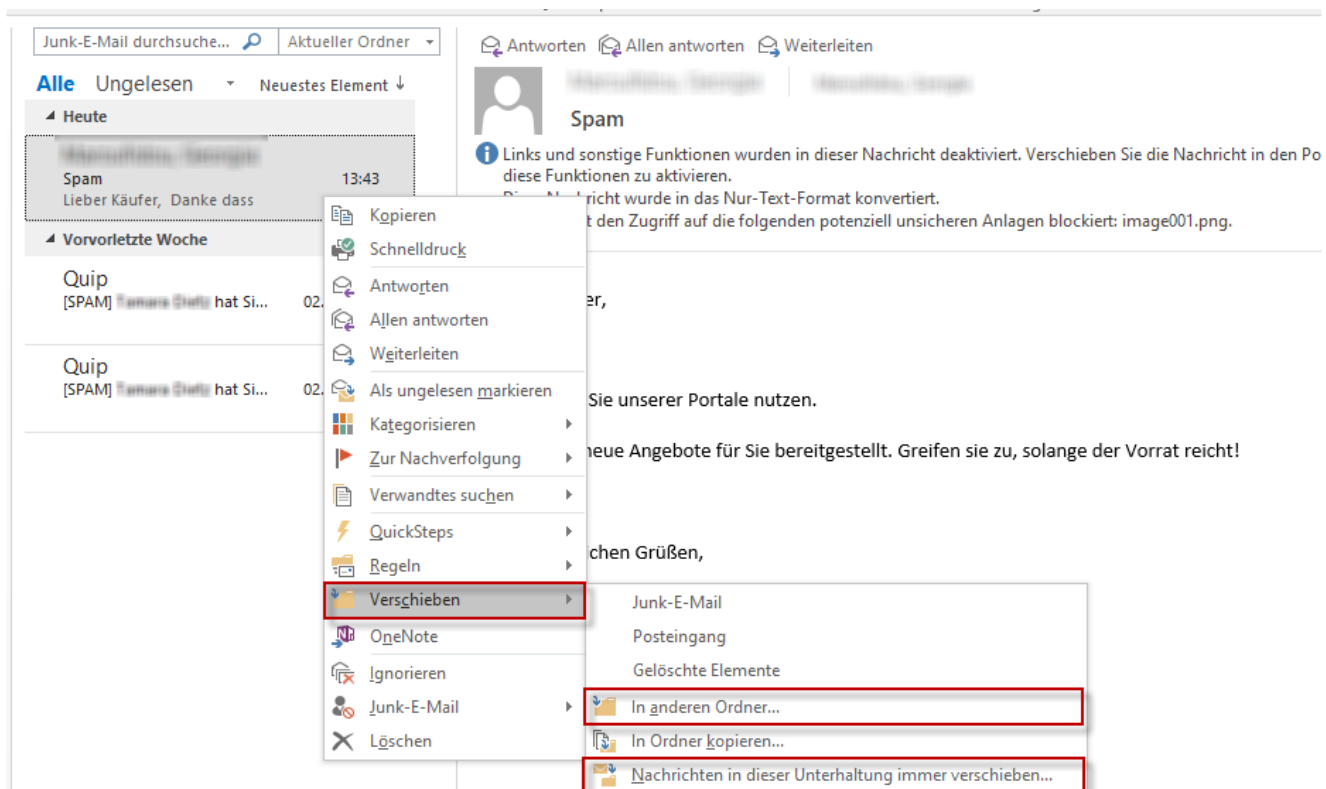 Junk-E-Mail durchsuche... Aktueller Ordner
Alle Ungelesen Neuestes Element ↓
Heute
Spam 13:43
Lieber Käufer, Danke dass
Vorvorletzte Woche
Quip
[SPAM] hat Si... 02.
Quip
[SPAM] hat Si... 02.
Antworten Allen antworten Weiterleiten
Spam
Links und sonstige Funktionen wurden in dieser Nachricht deaktiviert. Verschieben Sie die Nachricht in den Po
diese Funktionen zu aktivieren.
richt wurde in das Nur-Text-Format konvertiert.
t den Zugriff auf die folgenden potenziell unsicheren Anlagen blockiert: image001.png.
er,
Sie unserer Portale nutzen.
neue Angebote für Sie bereitgestellt. Greifen sie zu, solange der Vorrat reicht!
ichen Grüßen,
Kopieren
Schnelldruck
Antworten
Allen antworten
Weiterleiten
Als ungelesen markieren
Kategorisieren
Zur Nachverfolgung
Verwandtes suchen
QuickSteps
Regeln
Verschieben
OneNote
Ignorieren
Junk-E-Mail
Löschen
Junk-E-Mail
Posteingang
Gelöschte Elemente
In anderen Ordner...
In Ordner kopieren...
Nachrichten in dieser Unterhaltung immer verschieben...